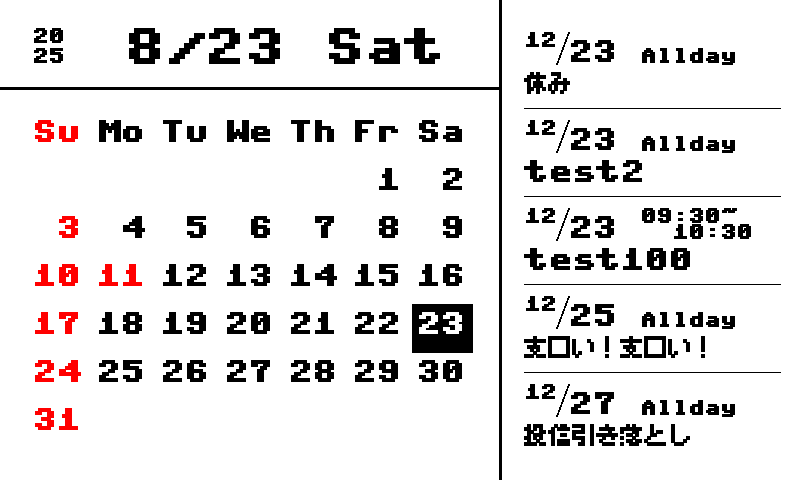 20
25
8/23 Sat
Su Mo Tu We Th Fr Sa
1 2
3 4 5 6 7 8 9
10 11 12 13 14 15 16
17 18 19 20 21 22 23
24 25 26 27 28 29 30
31
12/23 Allday
休み
12/23 Allday
test2
12/23 09:30~
10:30
test100
12/25 Allday
支□い！支□い！
12/27 Allday
投信引き落とし